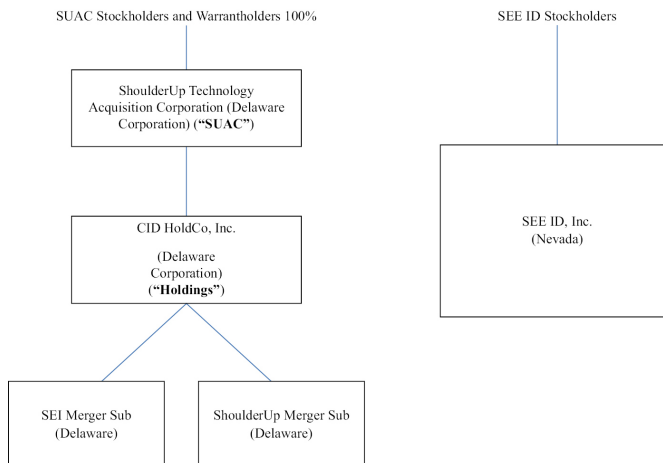 SUAC Stockholders and Warrantholders 100%
ShoulderUp Technology
Acquisition Corporation (Delaware
Corporation) (“SUAC”)
CID HoldCo, Inc.
(Delaware
Corporation)
(“Holdings”)
SEI Merger Sub
(Delaware)
ShoulderUp Merger Sub
(Delaware)
SEE ID Stockholders
SEE ID, Inc.
(Nevada)